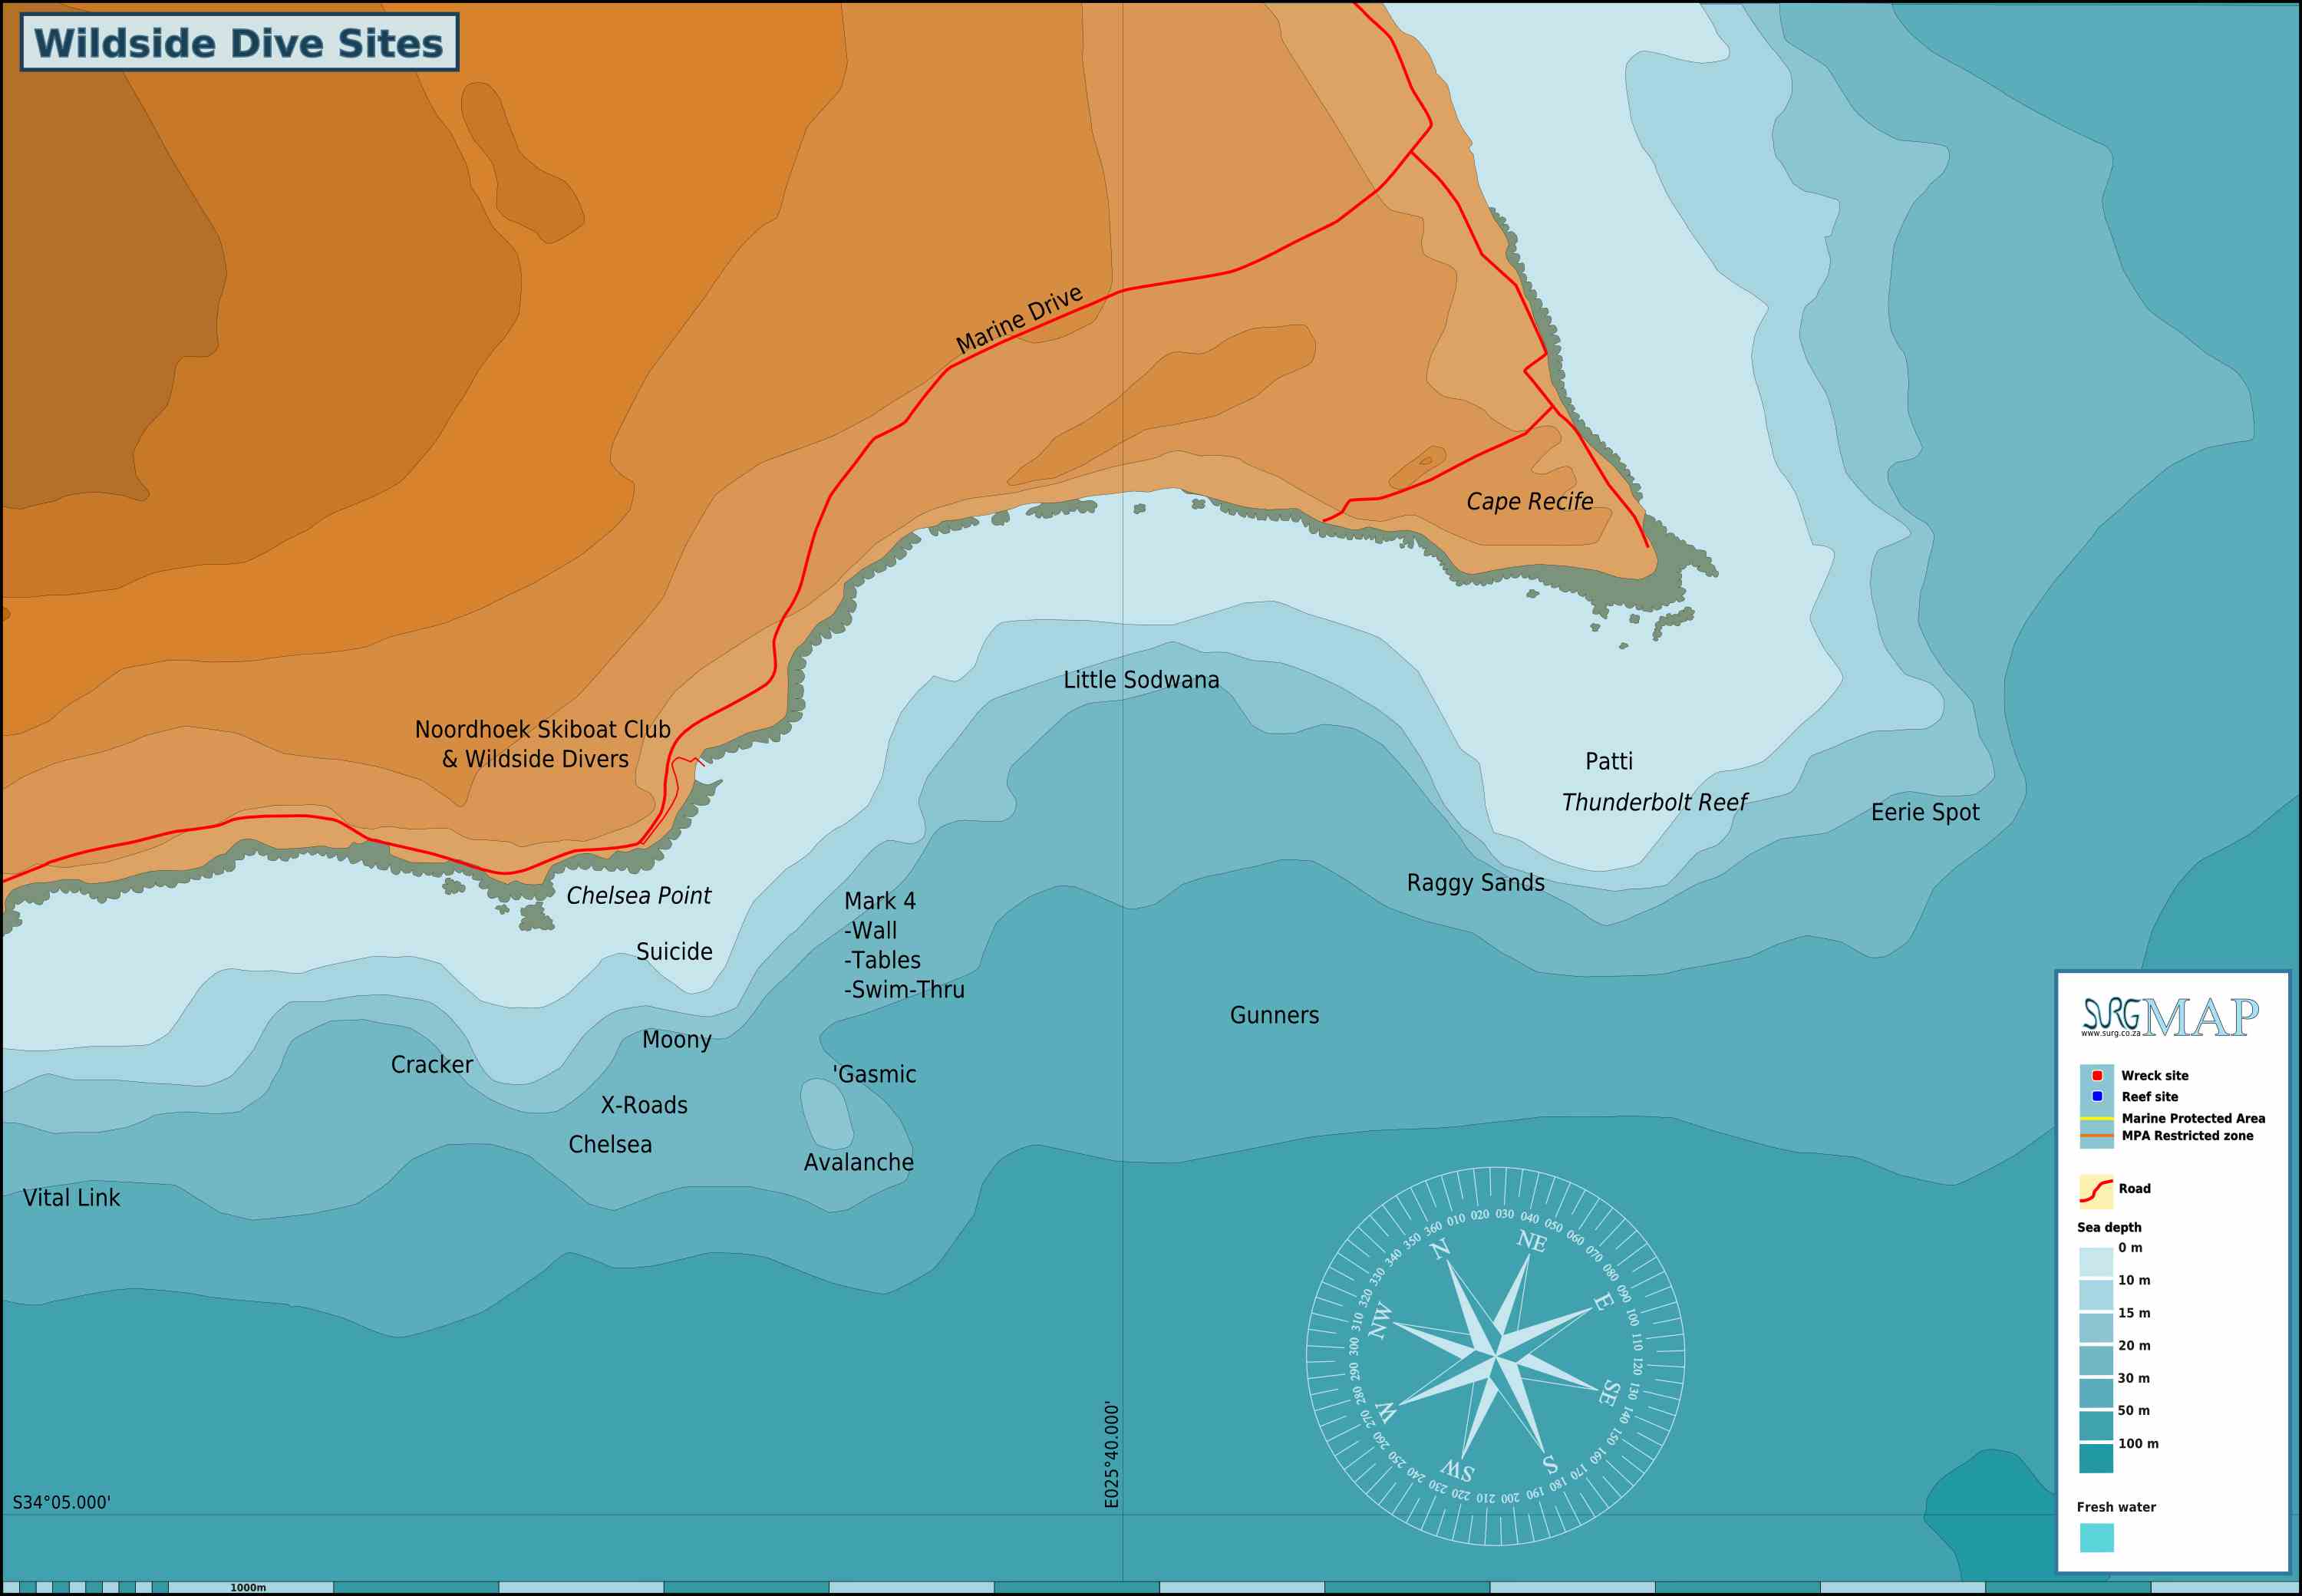 Wildside Dive Sites
Marine Drive
Cape Recife
Little Sodwana
Noordhoek Skiboat Club
& Wildside Divers
Patti
Thunderbolt Reef
Eerie Spot
Raggy Sands
Chelsea Point
Mark 4
-Wall
-Tables
-Swim-Thru
Suicide
Gunners
Moony
Cracker
'Gasmic
X-Roads
Chelsea
Avalanche
Vital Link
SURG MAP
www.surg.co.za
Wreck site
Reef site
Marine Protected Area
MPA Restricted zone
Road
Sea depth
0 m
10 m
15 m
20 m
30 m
50 m
100 m
Fresh water
N
NE
E
SE
S
SW
W
NW
360
010
020
030
040
050
060
070
080
090
100
110
120
130
140
150
160
170
180
190
200
210
220
230
240
250
260
270
280
290
300
310
320
330
340
350
E025°40.000'
S34°05.000'
1000m